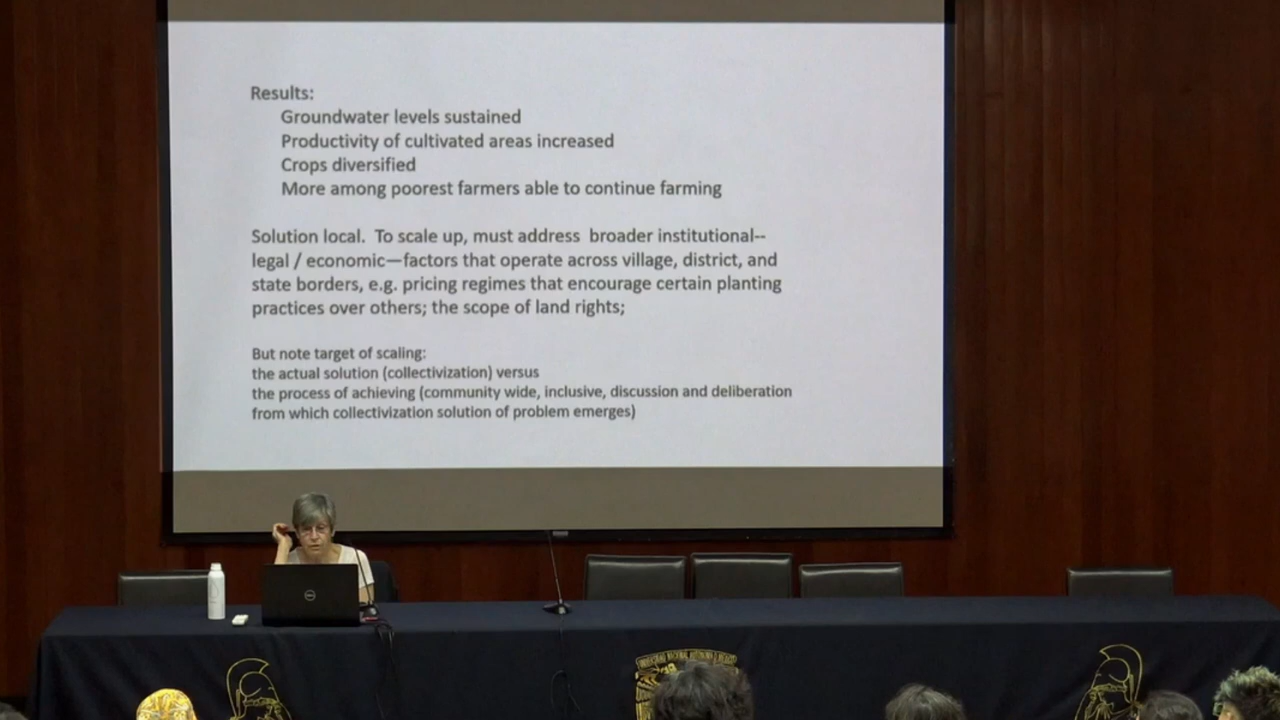 Results:
Groundwater levels sustained
Productivity of cultivated areas increased
Crops diversified
More among poorest farmers able to continue farming
Solution local.  To scale up, must address  broader institutional--
legal / economic—factors that operate across village, district, and
state borders, e.g. pricing regimes that encourage certain planting
practices over others; the scope of land rights;
But note target of scaling:
the actual solution (collectivization) versus
the process of achieving (community wide, inclusive, discussion and deliberation
from which collectivization solution of problem emerges)
DELL